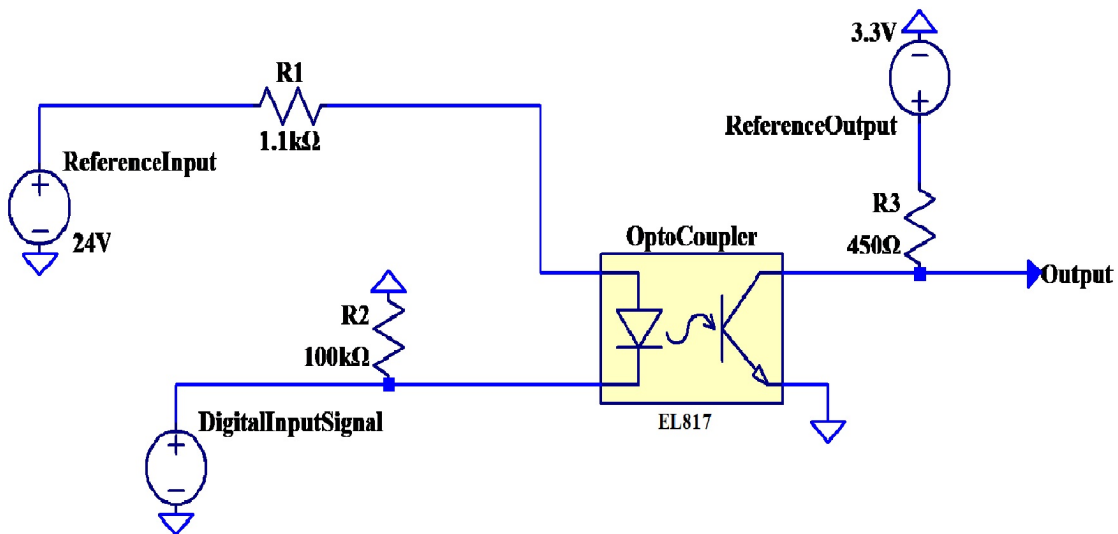 3.3V
−
+
ReferenceOutput
R1
1.1kΩ
ReferenceInput
+
−
24V
R3
450Ω
OptoCoupler
Output
R2
100kΩ
DigitalInputSignal
+
−
EL817